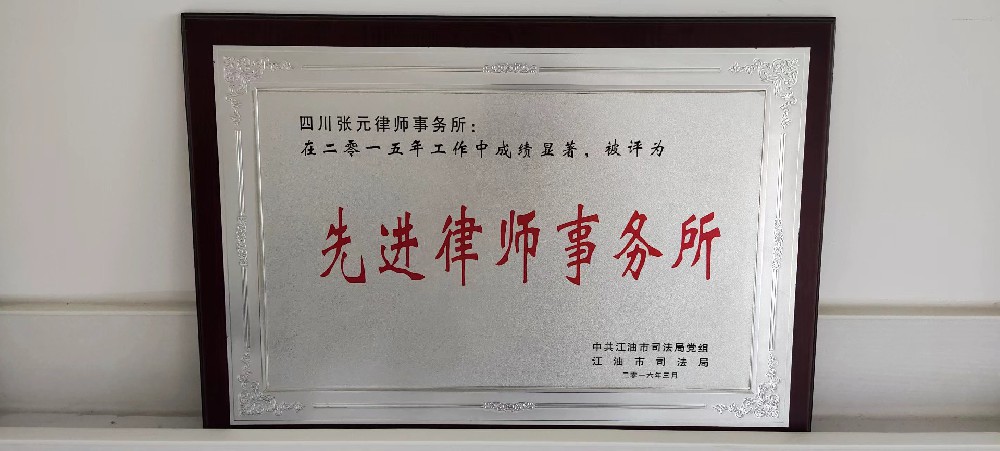 四川张元律师事务所：
在二零一五年工作中成绩显著，被评为
先进律师事务所
中共江油市司法局党组
江油市司法局
二零一六年三月